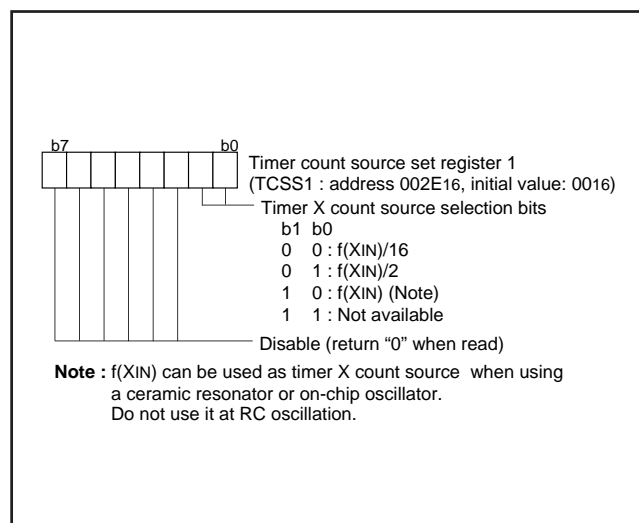 b7 b0
Timer count source set register 1
(TCSS1 : address 002E16, initial value: 0016)
Timer X count source selection bits
b1 b0
0 0 : f(XIN)/16
0 1 : f(XIN)/2
1 0 : f(XIN) (Note)
1 1 : Not available
Disable (return “0” when read)
Note : f(XIN) can be used as timer X count source when using
a ceramic resonator or on-chip oscillator.
Do not use it at RC oscillation.